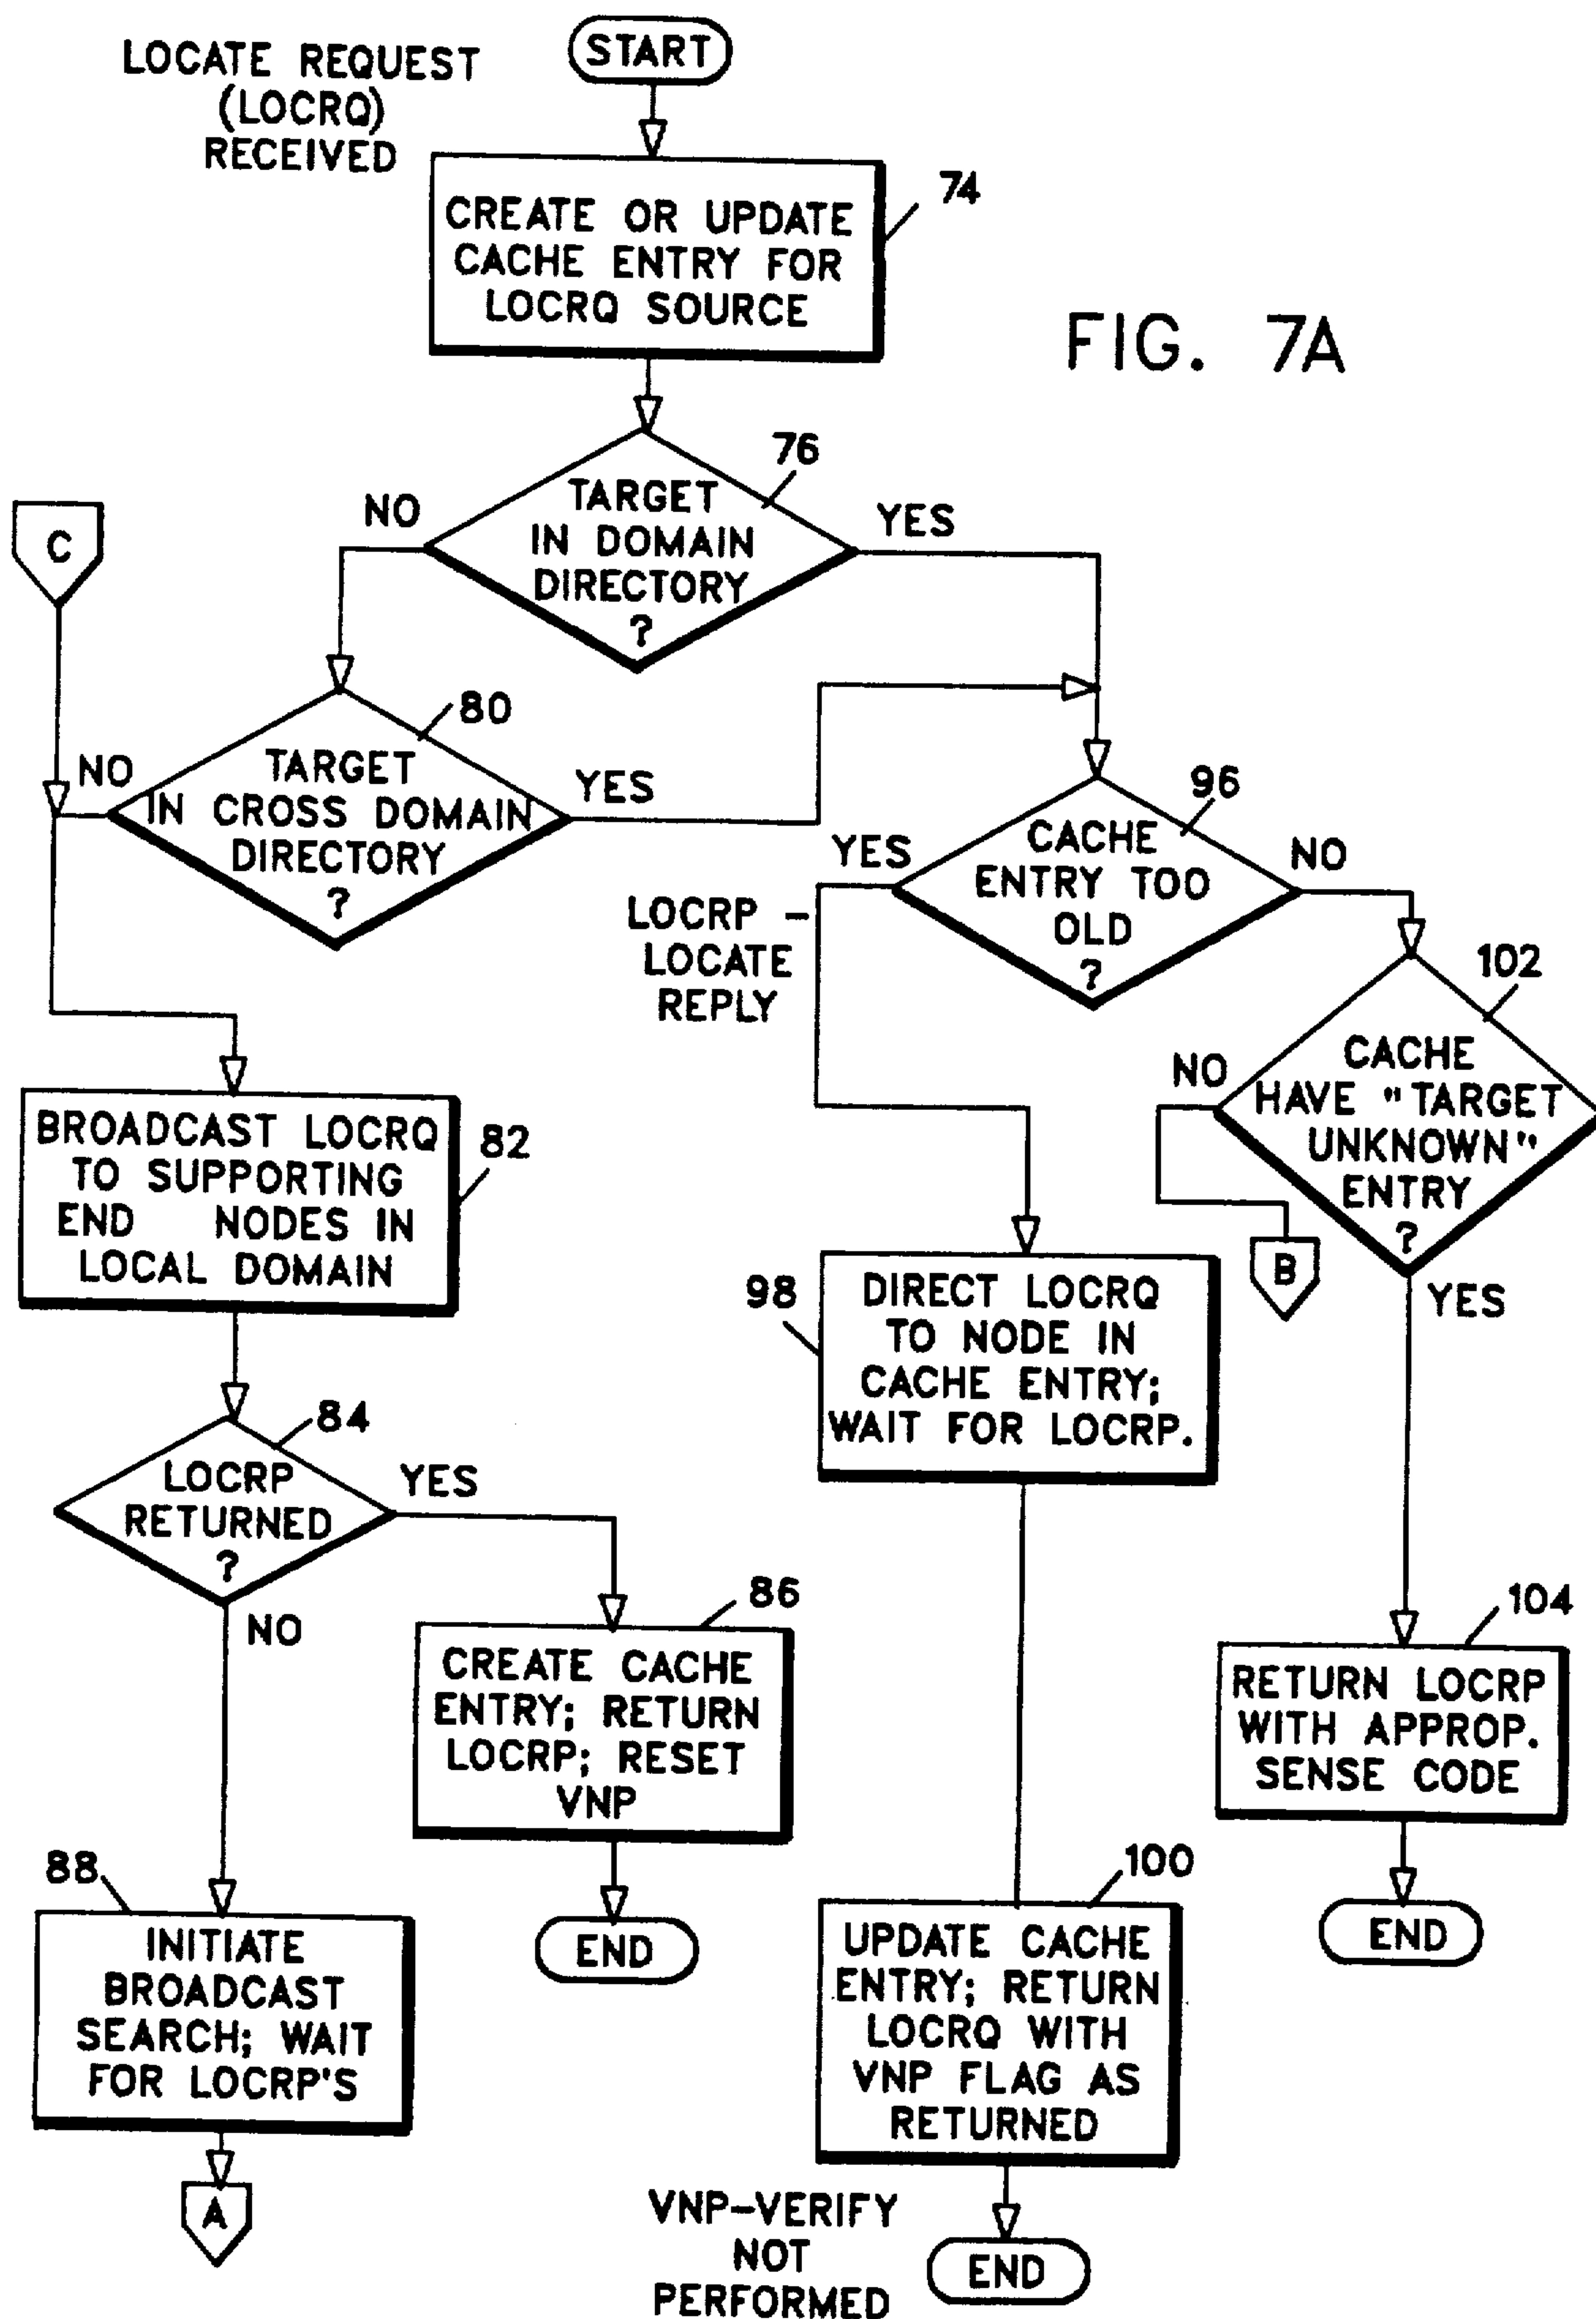 LOCATE REQUEST
(LOCRQ)
RECEIVED
START
74
CREATE OR UPDATE
CACHE ENTRY FOR
LOCRQ SOURCE
FIG. 7A
76
TARGET
IN DOMAIN
DIRECTORY
?
NO
YES
C
80
TARGET
IN CROSS DOMAIN
DIRECTORY
?
NO
YES
96
CACHE
ENTRY TOO
OLD
?
YES
NO
LOCRP -
LOCATE
REPLY
102
CACHE
HAVE "TARGET
UNKNOWN"
ENTRY
?
NO
YES
B
82
BROADCAST LOCRQ
TO SUPPORTING
END NODES IN
LOCAL DOMAIN
98
DIRECT LOCRQ
TO NODE IN
CACHE ENTRY;
WAIT FOR LOCRP.
84
LOCRP
RETURNED
?
YES
NO
86
CREATE CACHE
ENTRY; RETURN
LOCRP; RESET
VNP
END
104
RETURN LOCRP
WITH APPROP.
SENSE CODE
END
88
INITIATE
BROADCAST
SEARCH; WAIT
FOR LOCRP'S
A
100
UPDATE CACHE
ENTRY; RETURN
LOCRQ WITH
VNP FLAG AS
RETURNED
VNP-VERIFY
NOT
PERFORMED
END